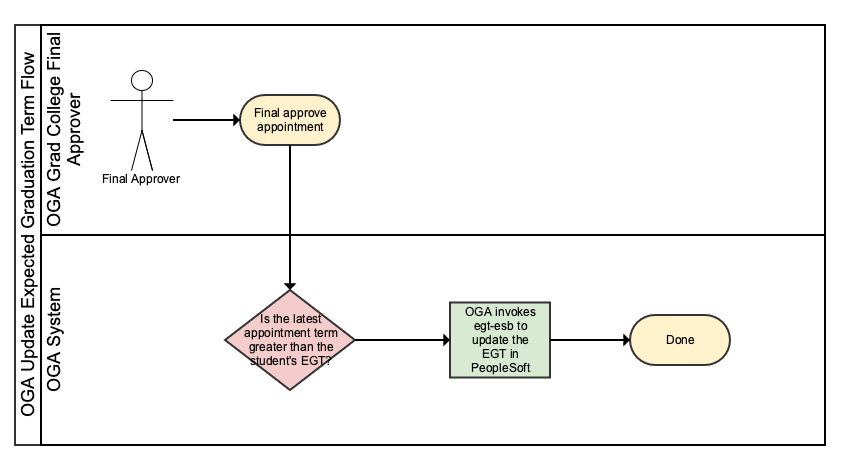 OGA Update Expected Graduation Term Flow
OGA Grad College Final
Approver
Final Approver
Final approve
appointment
OGA System
Is the latest
appointment term
greater than the
student's EGT?
OGA invokes
egt-esb to
update the
EGT in
PeopleSoft
Done